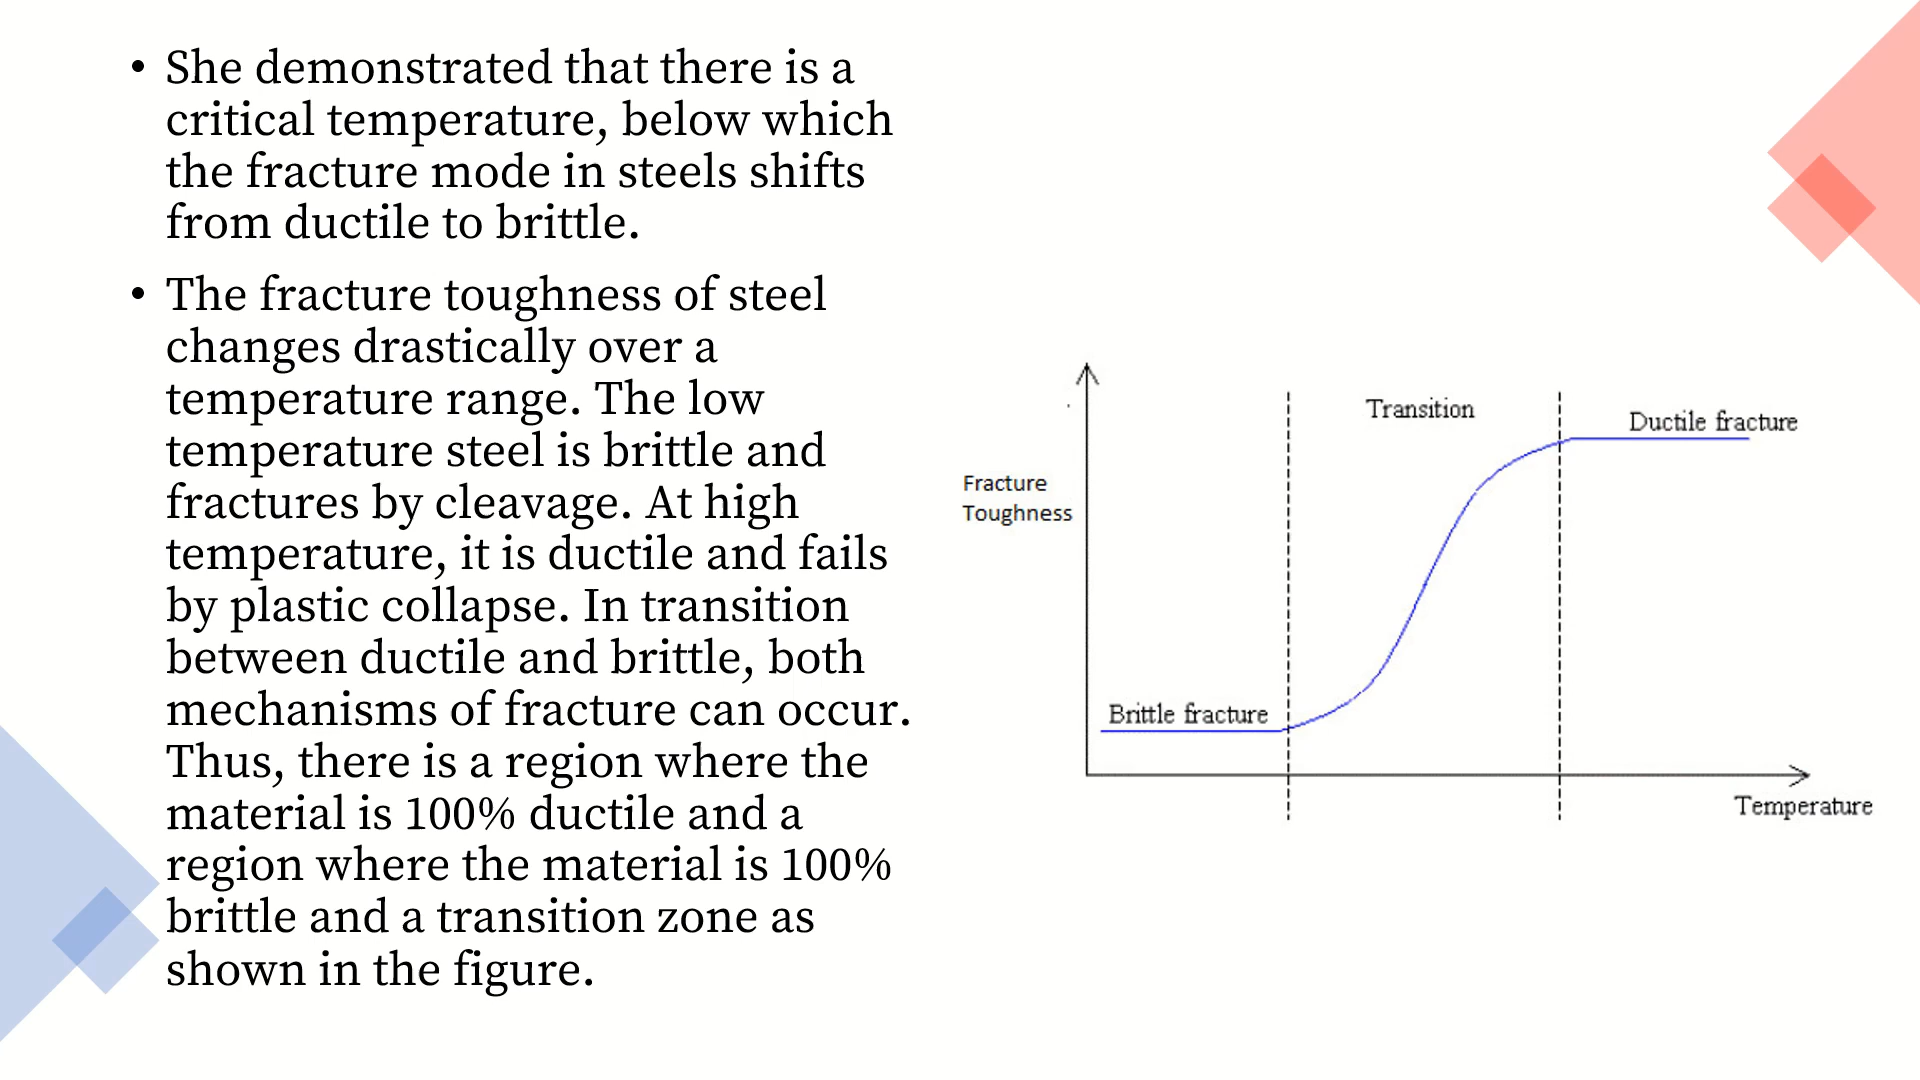 • She demonstrated that there is a
critical temperature, below which
the fracture mode in steels shifts
from ductile to brittle.
• The fracture toughness of steel
changes drastically over a
temperature range. The low
temperature steel is brittle and
fractures by cleavage. At high
temperature, it is ductile and fails
by plastic collapse. In transition
between ductile and brittle, both
mechanisms of fracture can occur.
Thus, there is a region where the
material is 100% ductile and a
region where the material is 100%
brittle and a transition zone as
shown in the figure.
Transition
Ductile fracture
Fracture
Toughness
Brittle fracture
Temperature